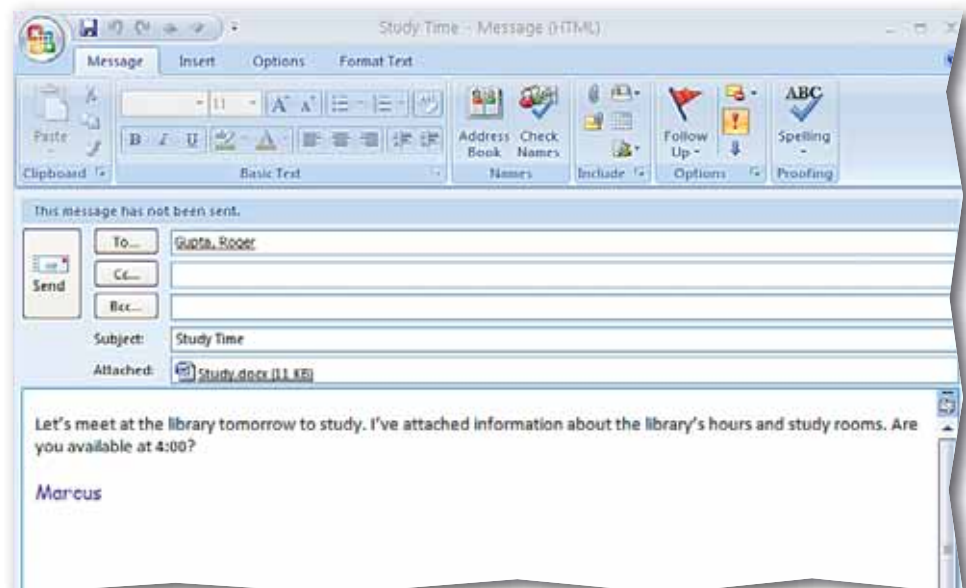 Study Time - Message (HTML)
Message Insert Options Format Text
Paste
11
A A
B I U
A
Address Book
Check Names
Follow Up
ABC
Spelling
Clipboard Basic Text Names Include Options Proofing
This message has not been sent.
To... Gupta, Roger
Cc...
Send
Bcc...
Subject: Study Time
Attached: Study.docx (11 KB)
Let's meet at the library tomorrow to study. I've attached information about the library's hours and study rooms. Are
you available at 4:00?
Marcus